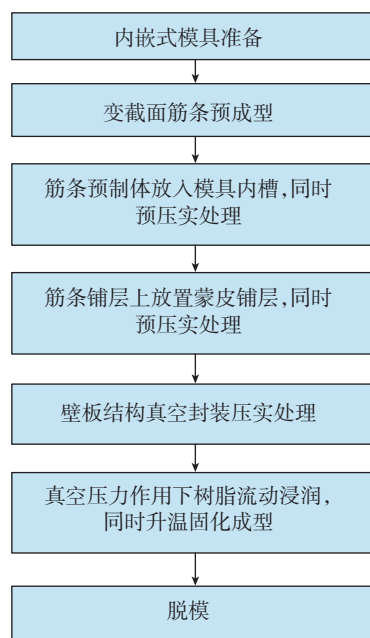 内嵌式模具准备
变截面筋条预成型
筋条预制体放入模具内槽,同时
预压实处理
筋条铺层上放置蒙皮铺层,同时
预压实处理
壁板结构真空封装压实处理
真空压力作用下树脂流动浸润,
同时升温固化成型
脱模